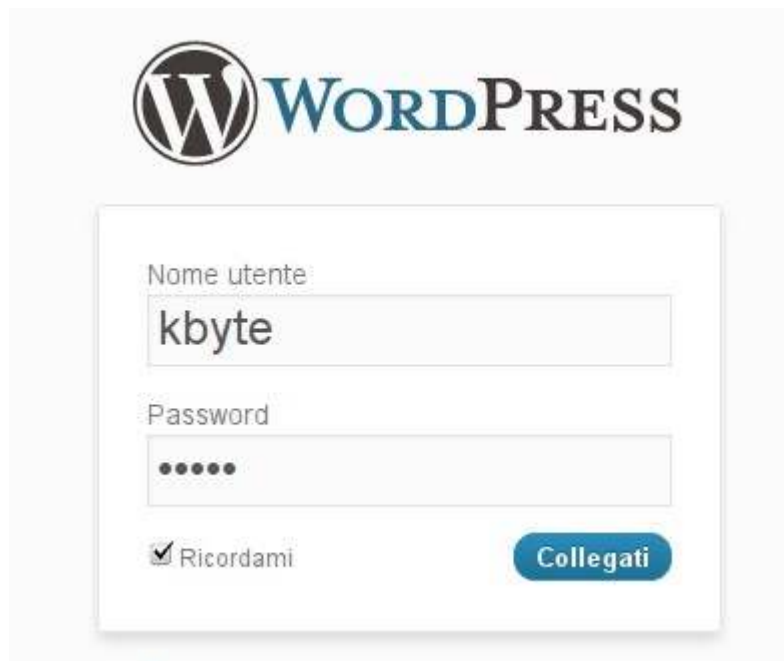 WORDPRESS
Nome utente
kbyte
Password
•••••
Ricordami
Collegati